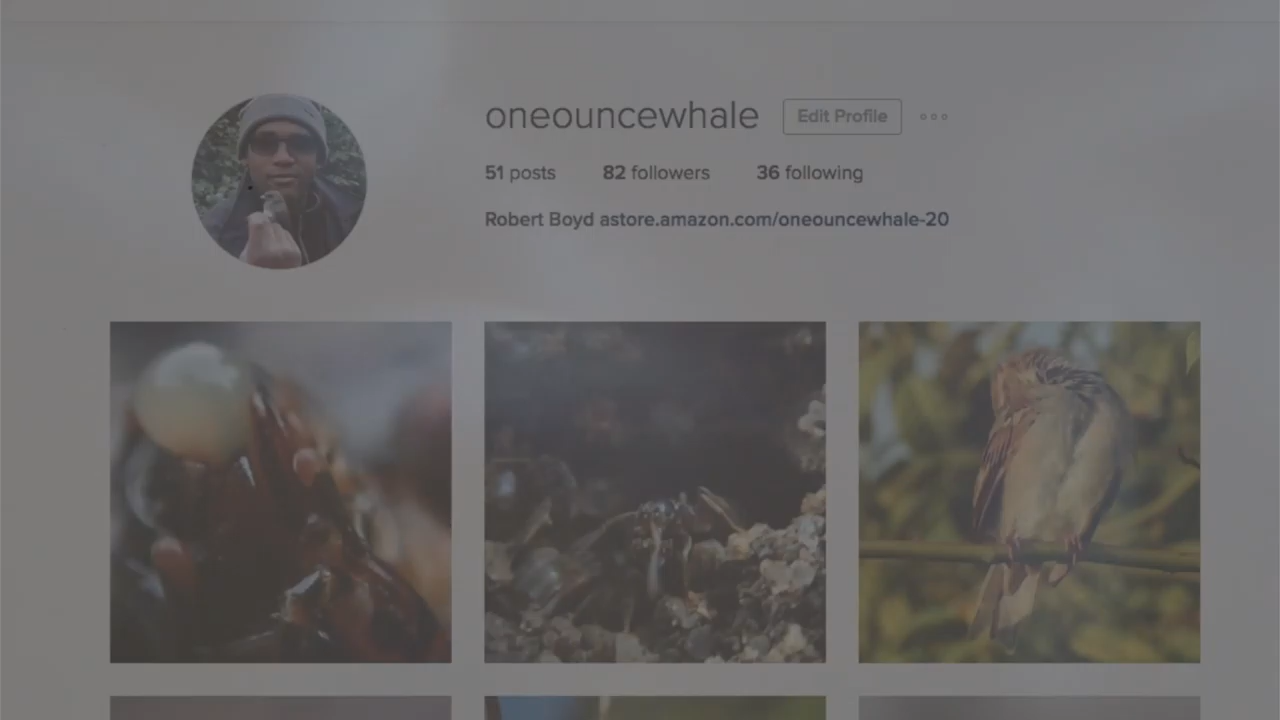 oneouncewhale Edit Profile
51 posts 82 followers 36 following
Robert Boyd astore.amazon.com/oneouncewhale-20